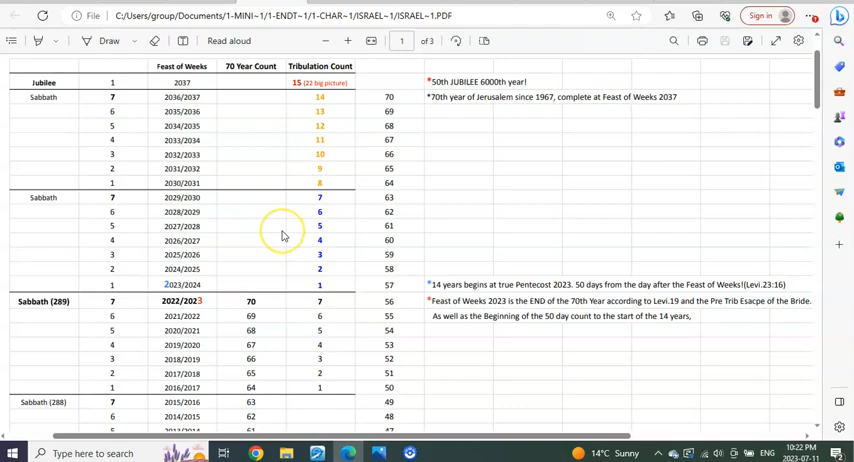 File C:/Users/group/Documents/1-MINI~1/1-ENDT~1/1-CHAR~1/ISRAEL~1/ISRAEL~1.PDF Sign in
Draw Read aloud 1 of 3
Feast of Weeks 70 Year Count Tribulation Count
Jubilee 1 2037 15 (22 big picture) *50th JUBILEE 6000th year!
Sabbath 7 2036/2037 14 70 *70th year of Jerusalem since 1967, complete at Feast of Weeks 2037
6 2035/2036 13 69
5 2034/2035 12 68
4 2033/2034 11 67
3 2032/2033 10 66
2 2031/2032 9 65
1 2030/2031 8 64
Sabbath 7 2029/2030 7 63
6 2028/2029 6 62
5 2027/2028 5 61
4 2026/2027 4 60
3 2025/2026 3 59
2 2024/2025 2 58
1 2023/2024 1 57 *14 years begins at true Pentecost 2023. 50 days from the day after the Feast of Weeks!(Levi.23:16)
Sabbath (289) 7 2022/2023 70 7 56 *Feast of Weeks 2023 is the END of the 70th Year according to Levi.19 and the Pre Trib Esacpe of the Bride.
6 2021/2022 69 6 55 As well as the Beginning of the 50 day count to the start of the 14 years,
5 2020/2021 68 5 54
4 2019/2020 67 4 53
3 2018/2019 66 3 52
2 2017/2018 65 2 51
1 2016/2017 64 1 50
Sabbath (288) 7 2015/2016 63 49
6 2014/2015 62 48
5 2013/2014 61 47
Type here to search 14°C Sunny ENG 10:22 PM
2023-07-11